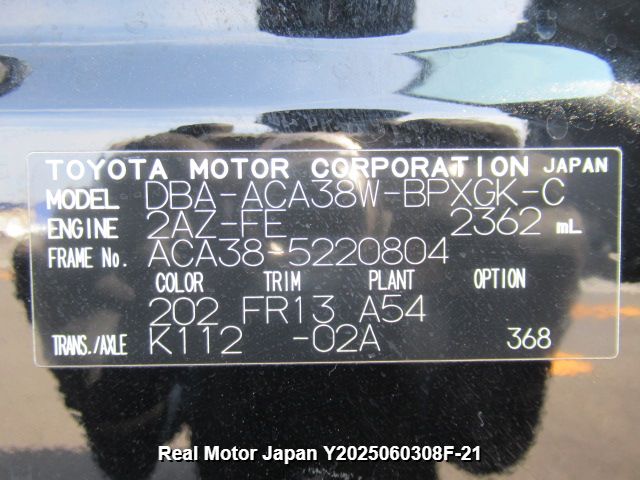 TOYOTA MOTOR CORPORATION JAPAN
MODEL DBA-ACA38W-BPXGK-C
ENGINE 2AZ-FE 2362 mL
FRAME No. ACA38-5220804
COLOR TRIM PLANT OPTION
202 FR13 A54
TRANS./AXLE K112 -02A 368
Real Motor Japan Y2025060308F-21